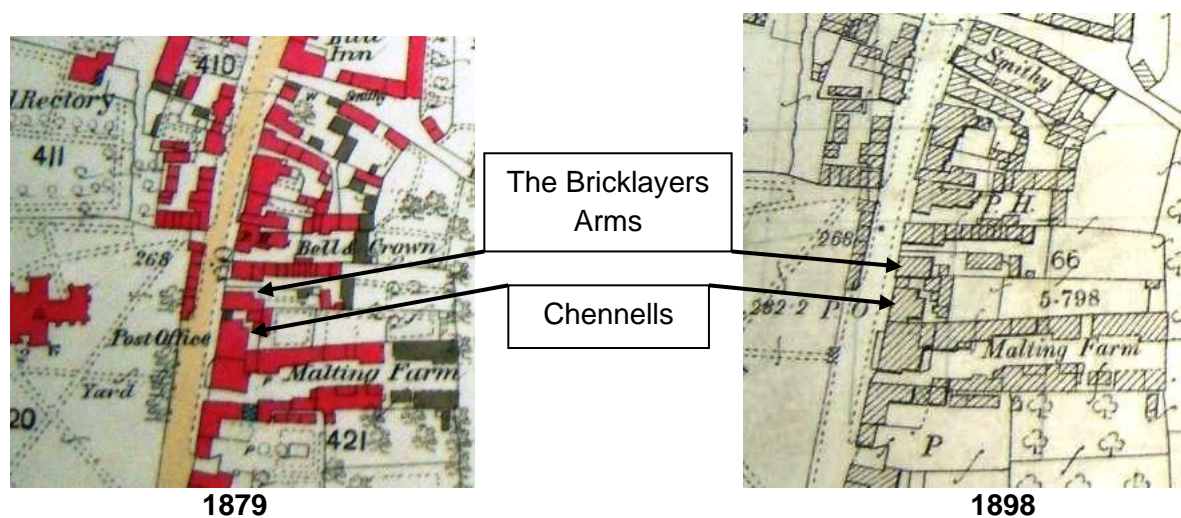 410
Inn
Rectory
Smithy
W
411
P. H.
Bell & Crown
268
Post Office
Malting Farm
Yard
20
421
P
The Bricklayers
Arms
Chennells
Smithy
P. H.
268
66
282·2
P. O
5·798
Malting Farm
P
1879
1898